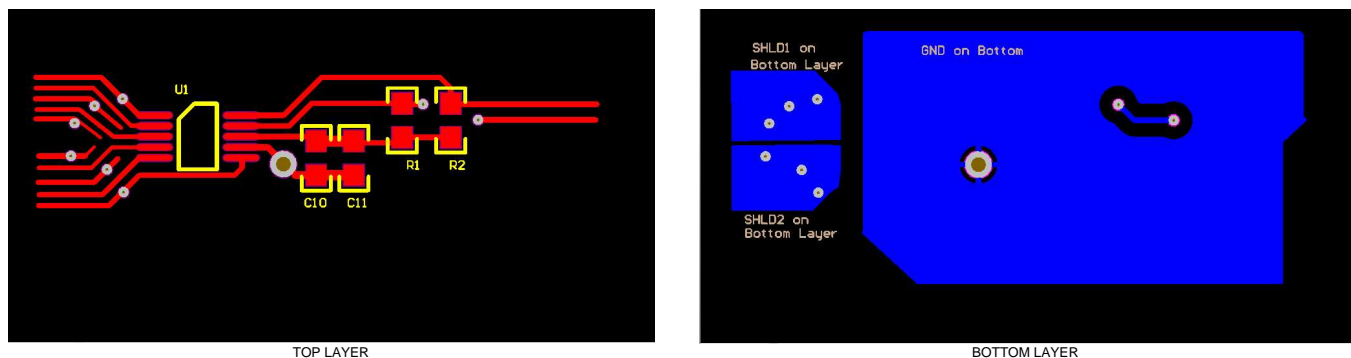 U1
R1
R2
C10
C11
TOP LAYER
SHLD1 on
Bottom Layer
GND on Bottom
SHLD2 on
Bottom Layer
BOTTOM LAYER